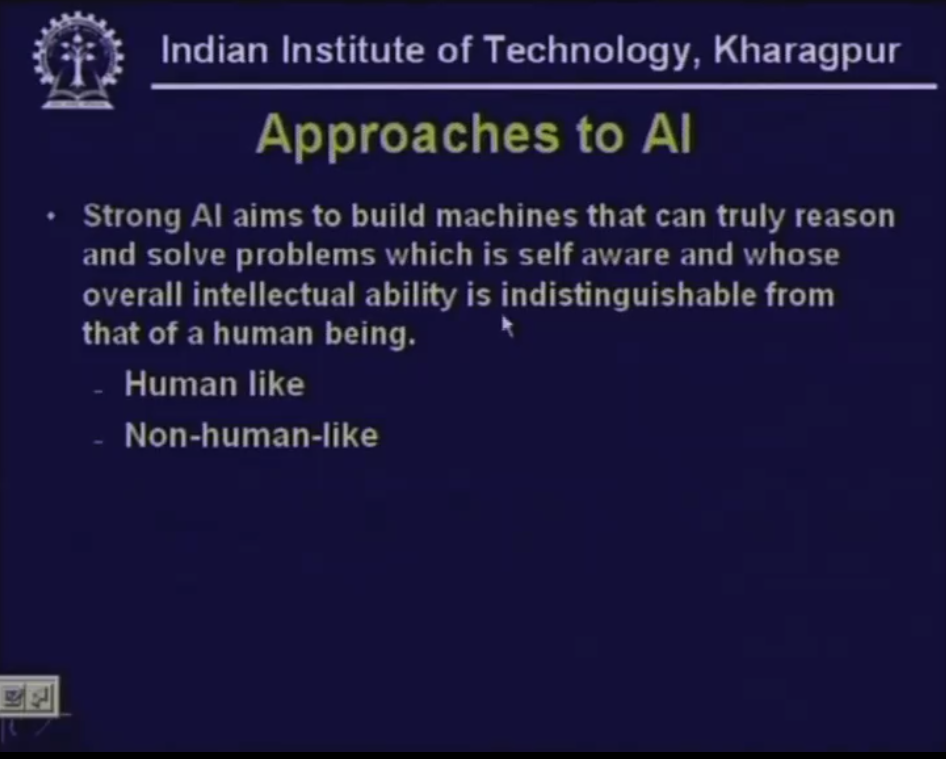 Indian Institute of Technology, Kharagpur
Approaches to AI
• Strong AI aims to build machines that can truly reason
and solve problems which is self aware and whose
overall intellectual ability is indistinguishable from
that of a human being.
- Human like
- Non-human-like